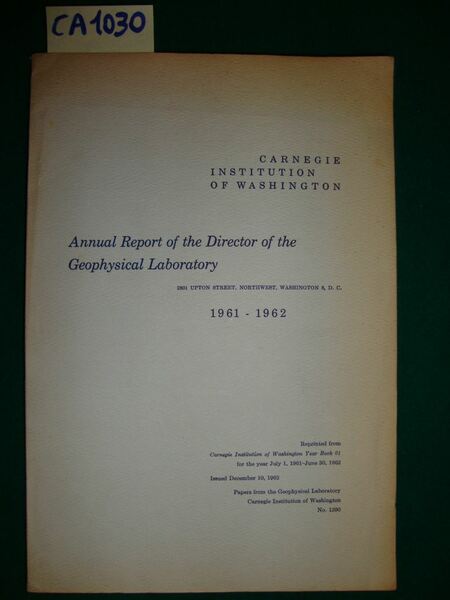 CA1030
CARNEGIE
INSTITUTION
OF WASHINGTON
Annual Report of the Director of the
Geophysical Laboratory
2801 UPTON STREET, NORTHWEST, WASHINGTON 8, D. C.
1961 - 1962
Reprinted from
Carnegie Institution of Washington Year Book 61
for the year July 1, 1961-June 30, 1962
Issued December 10, 1962
Papers from the Geophysical Laboratory
Carnegie Institution of Washington
No. 1390